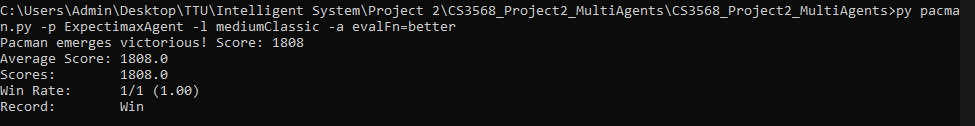 C:\Users\Admin\Desktop\TTU\Intelligent System\Project 2\CS3568_Project2_MultiAgents\CS3568_Project2_MultiAgents>py pacma
n.py -p ExpectimaxAgent -l mediumClassic -a evalFn=better
Pacman emerges victorious! Score: 1808
Average Score: 1808.0
Scores:        1808.0
Win Rate:      1/1 (1.00)
Record:        Win